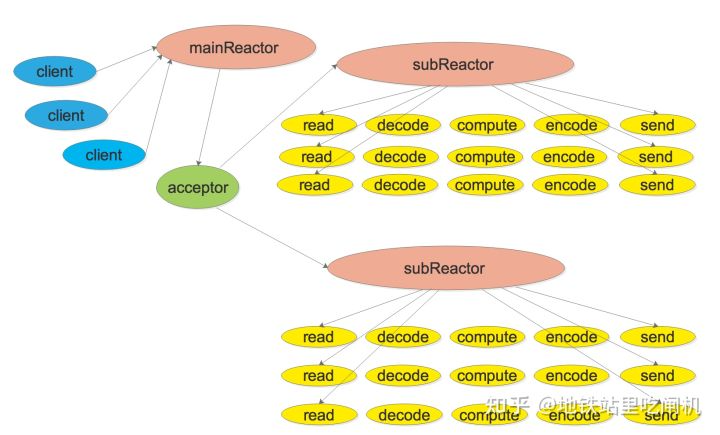 mainReactor
client
client
client
acceptor
subReactor
read decode compute encode send
read decode compute encode send
read decode compute encode send
subReactor
read decode compute encode send
read decode compute encode send
read decode compute encode send
知乎 @地铁站里吃闸机